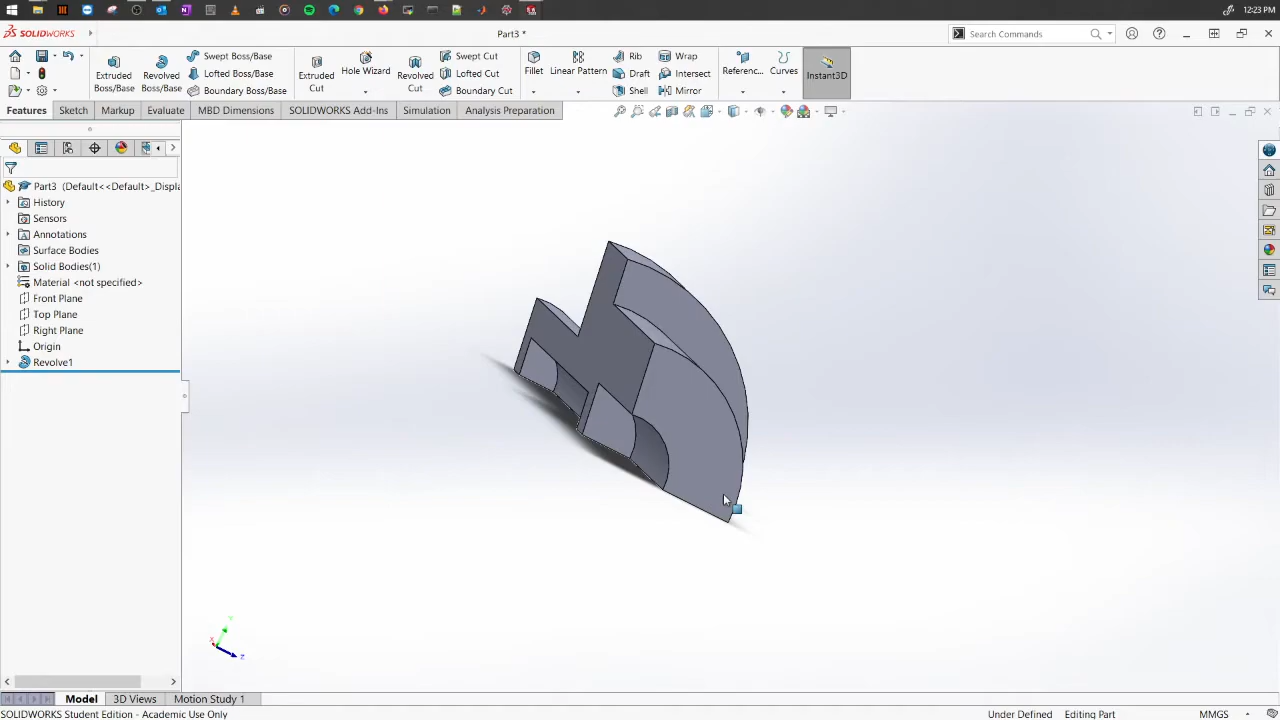 12:23 PM
SOLIDWORKS
Part3 *
Search Commands
Extruded Boss/Base
Revolved Boss/Base
Swept Boss/Base
Lofted Boss/Base
Boundary Boss/Base
Extruded Cut
Hole Wizard
Revolved Cut
Swept Cut
Lofted Cut
Boundary Cut
Fillet
Linear Pattern
Rib
Draft
Shell
Wrap
Intersect
Mirror
Referenc...
Curves
Instant3D
Features
Sketch
Markup
Evaluate
MBD Dimensions
SOLIDWORKS Add-Ins
Simulation
Analysis Preparation
Part3 (Default<<Default>_Displa
History
Sensors
Annotations
Surface Bodies
Solid Bodies(1)
Material <not specified>
Front Plane
Top Plane
Right Plane
Origin
Revolve1
Y
X
Z
Model
3D Views
Motion Study 1
SOLIDWORKS Student Edition - Academic Use Only
Under Defined
Editing Part
MMGS